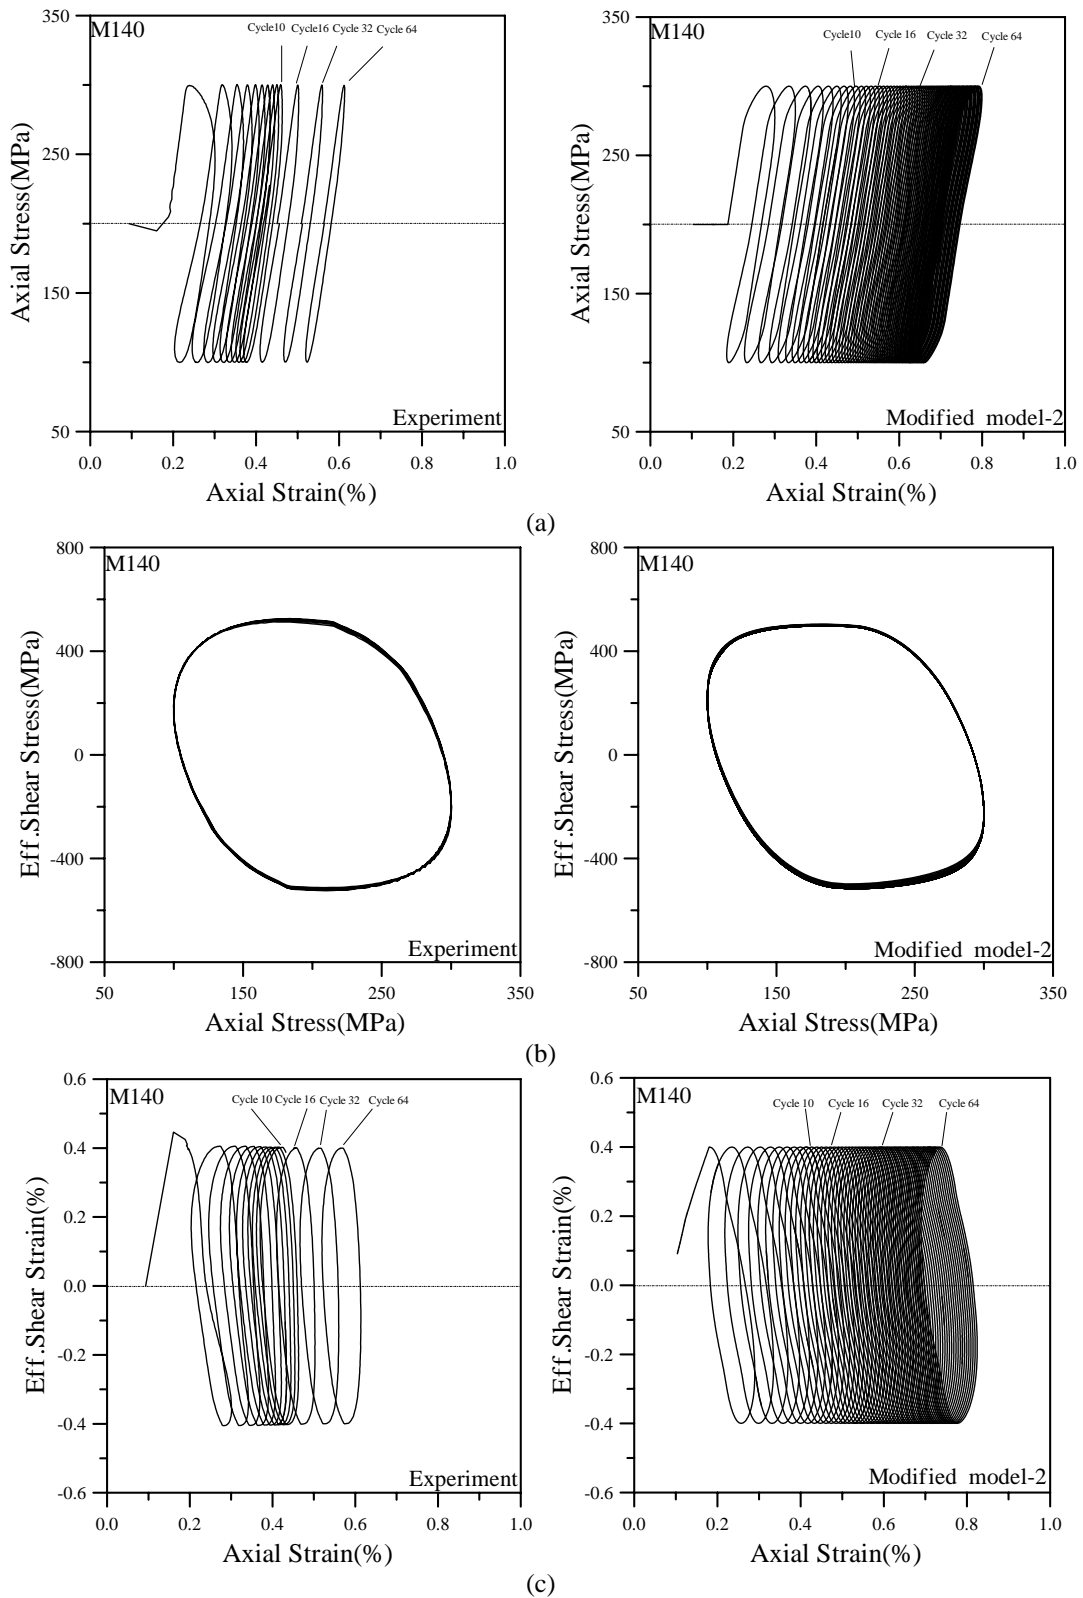 M140
Cycle10 Cycle16 Cycle 32 Cycle 64
350
250
150
50
Axial Stress(MPa)
Experiment
0.0 0.2 0.4 0.6 0.8 1.0
Axial Strain(%)
M140
Cycle10 Cycle 16 Cycle 32 Cycle 64
350
250
150
50
Axial Stress(MPa)
Modified model-2
0.0 0.2 0.4 0.6 0.8 1.0
Axial Strain(%)
(a)
M140
800
400
0
-400
-800
Eff.Shear Stress(MPa)
Experiment
50 150 250 350
Axial Stress(MPa)
M140
800
400
0
-400
-800
Eff.Shear Stress(MPa)
Modified model-2
50 150 250 350
Axial Stress(MPa)
(b)
M140
Cycle 10 Cycle 16 Cycle 32 Cycle 64
0.6
0.4
0.2
0.0
-0.2
-0.4
-0.6
Eff.Shear Strain(%)
Experiment
0.0 0.2 0.4 0.6 0.8 1.0
Axial Strain(%)
M140
Cycle 10 Cycle 16 Cycle 32 Cycle 64
0.6
0.4
0.2
0.0
-0.2
-0.4
-0.6
Eff.Shear Strain(%)
Modified model-2
0.0 0.2 0.4 0.6 0.8 1.0
Axial Strain(%)
(c)